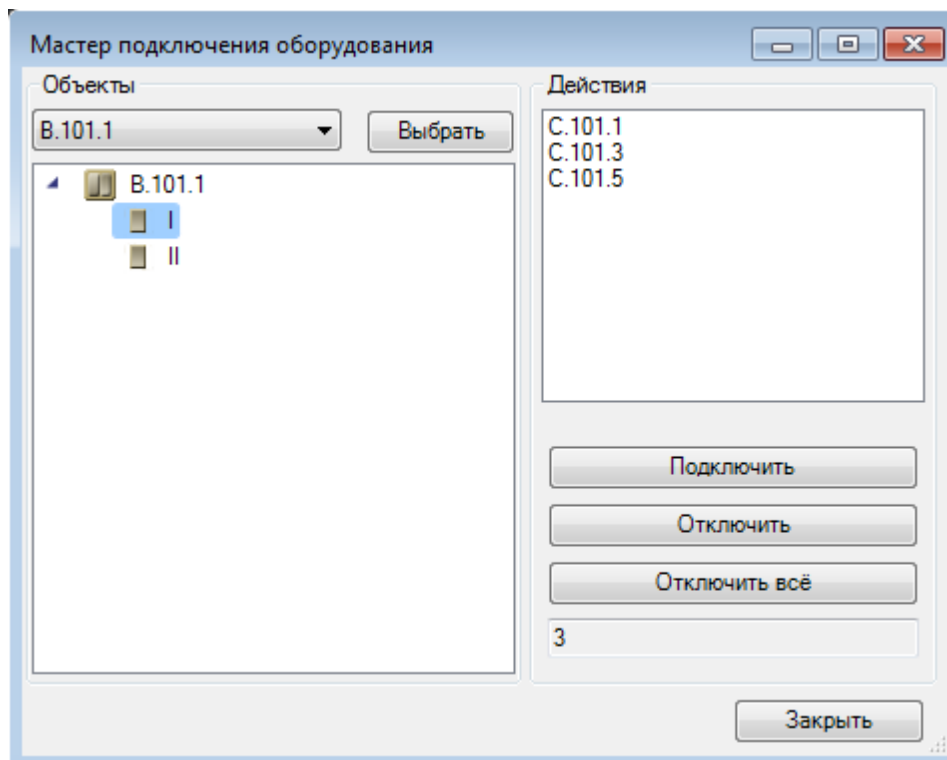 Мастер подключения оборудования
Объекты
В.101.1
Выбрать
В.101.1
I
II
Действия
С.101.1
С.101.3
С.101.5
Подключить
Отключить
Отключить всё
3
Закрыть